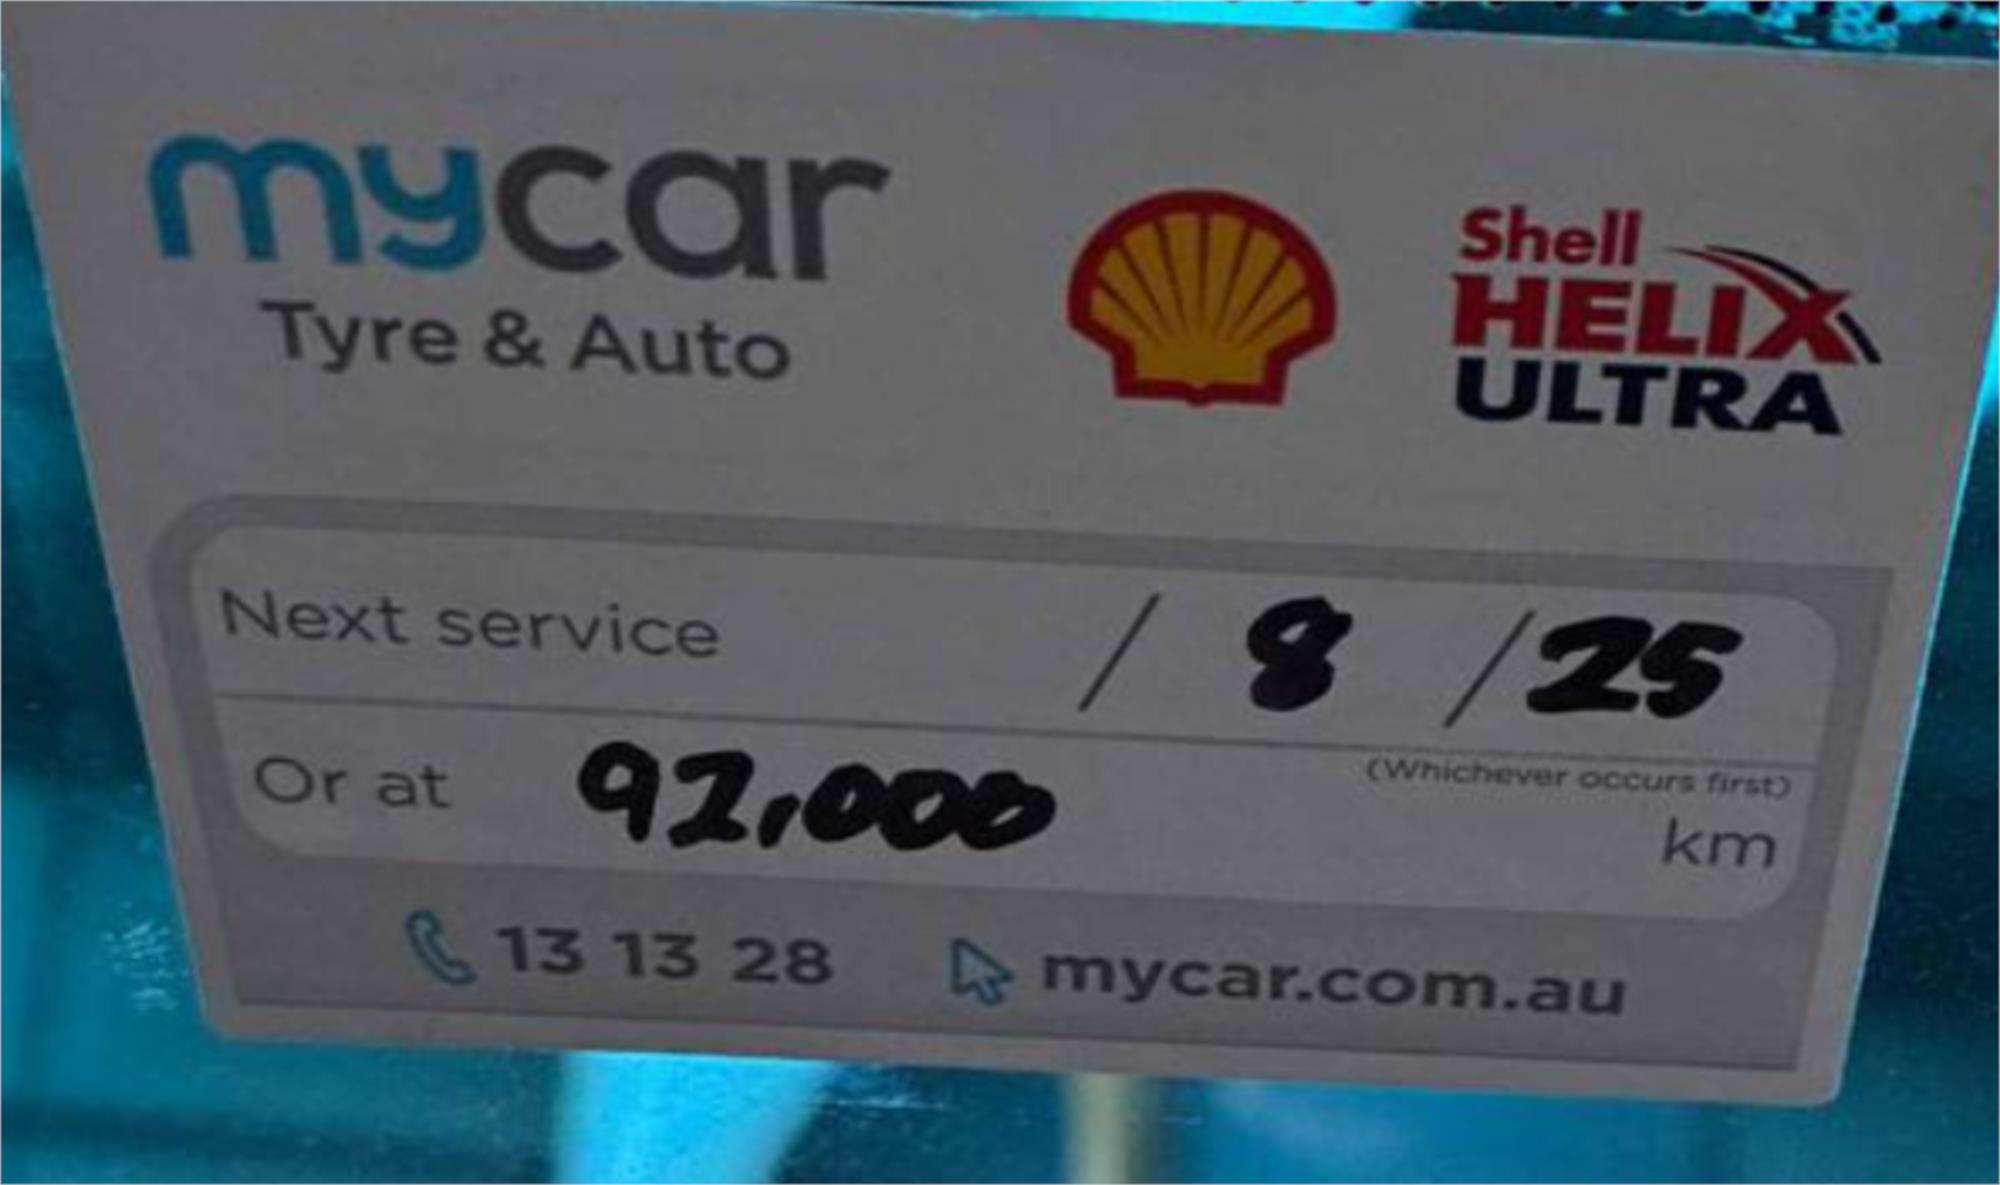 mycar
Tyre & Auto
Shell
HELIX
ULTRA
Next service / 8 / 25
(Whichever occurs first)
Or at 92,000 km
13 13 28 mycar.com.au